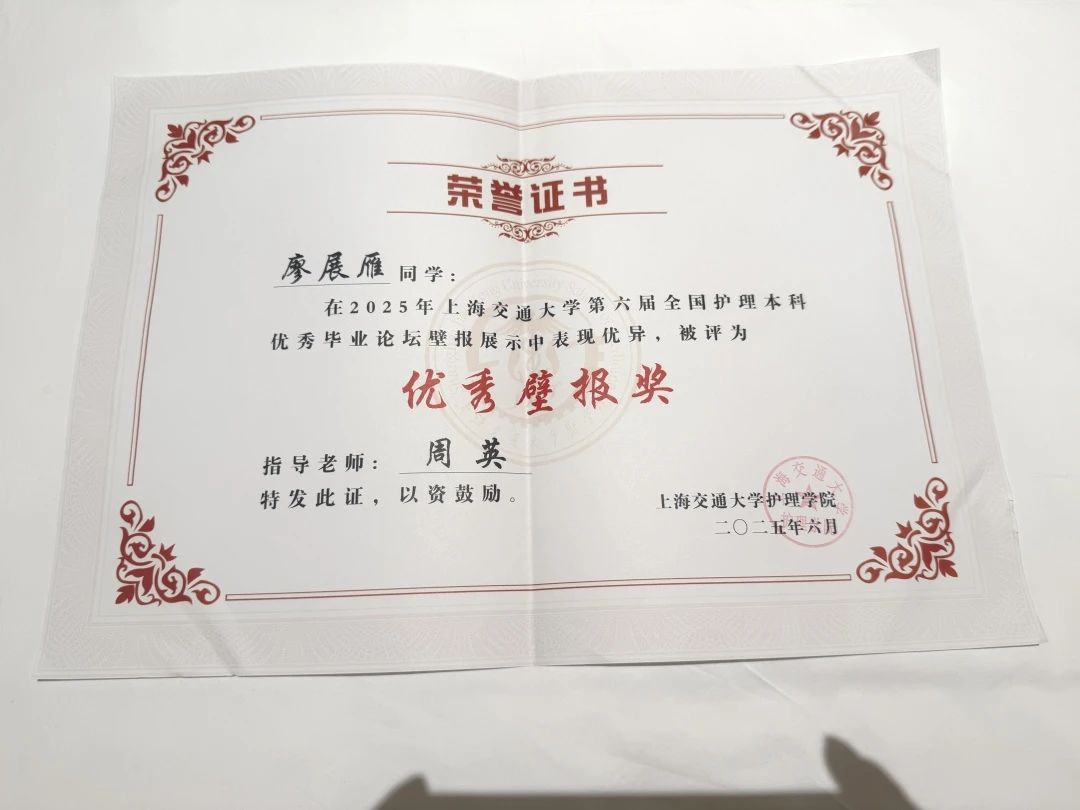 荣誉证书
廖展雁同学：
在2025年上海交通大学第六届全国护理本科
优秀毕业论坛壁报展示中表现优异，被评为
优秀壁报奖
指导老师：周英
特发此证，以资鼓励。
上海交通大学护理学院
二〇二五年六月